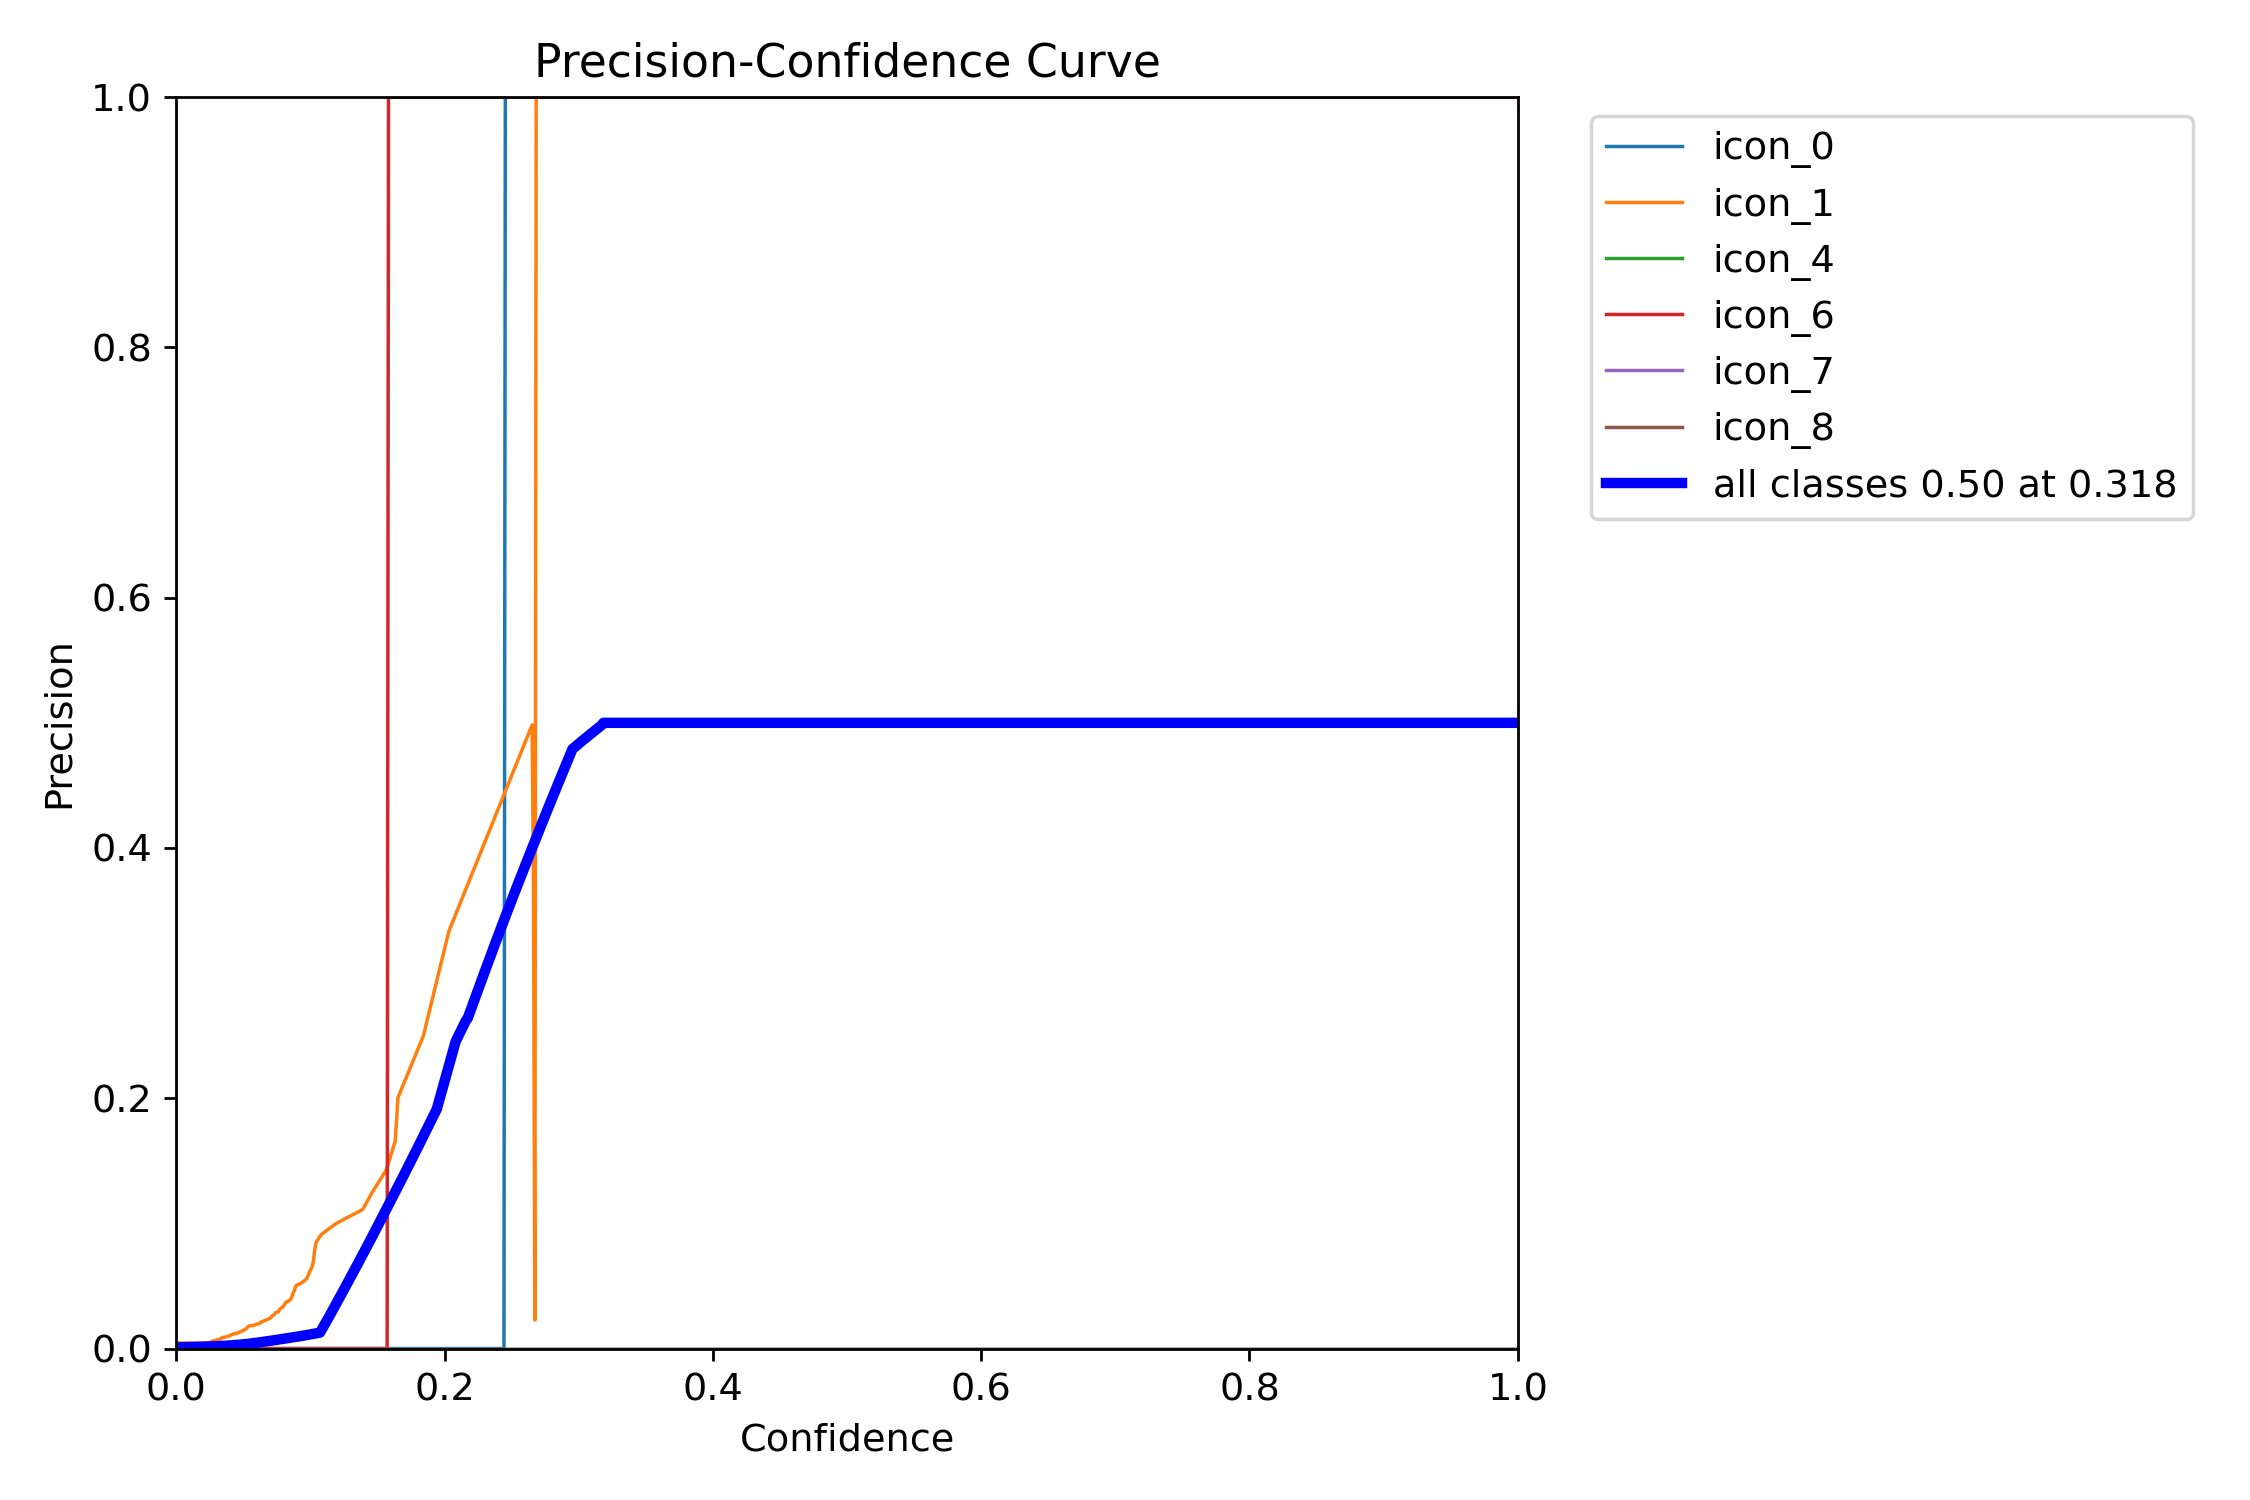 Precision-Confidence Curve
1.0
0.8
0.6
0.4
0.2
0.0
Precision
0.0 0.2 0.4 0.6 0.8 1.0
Confidence
icon_0
icon_1
icon_4
icon_6
icon_7
icon_8
all classes 0.50 at 0.318